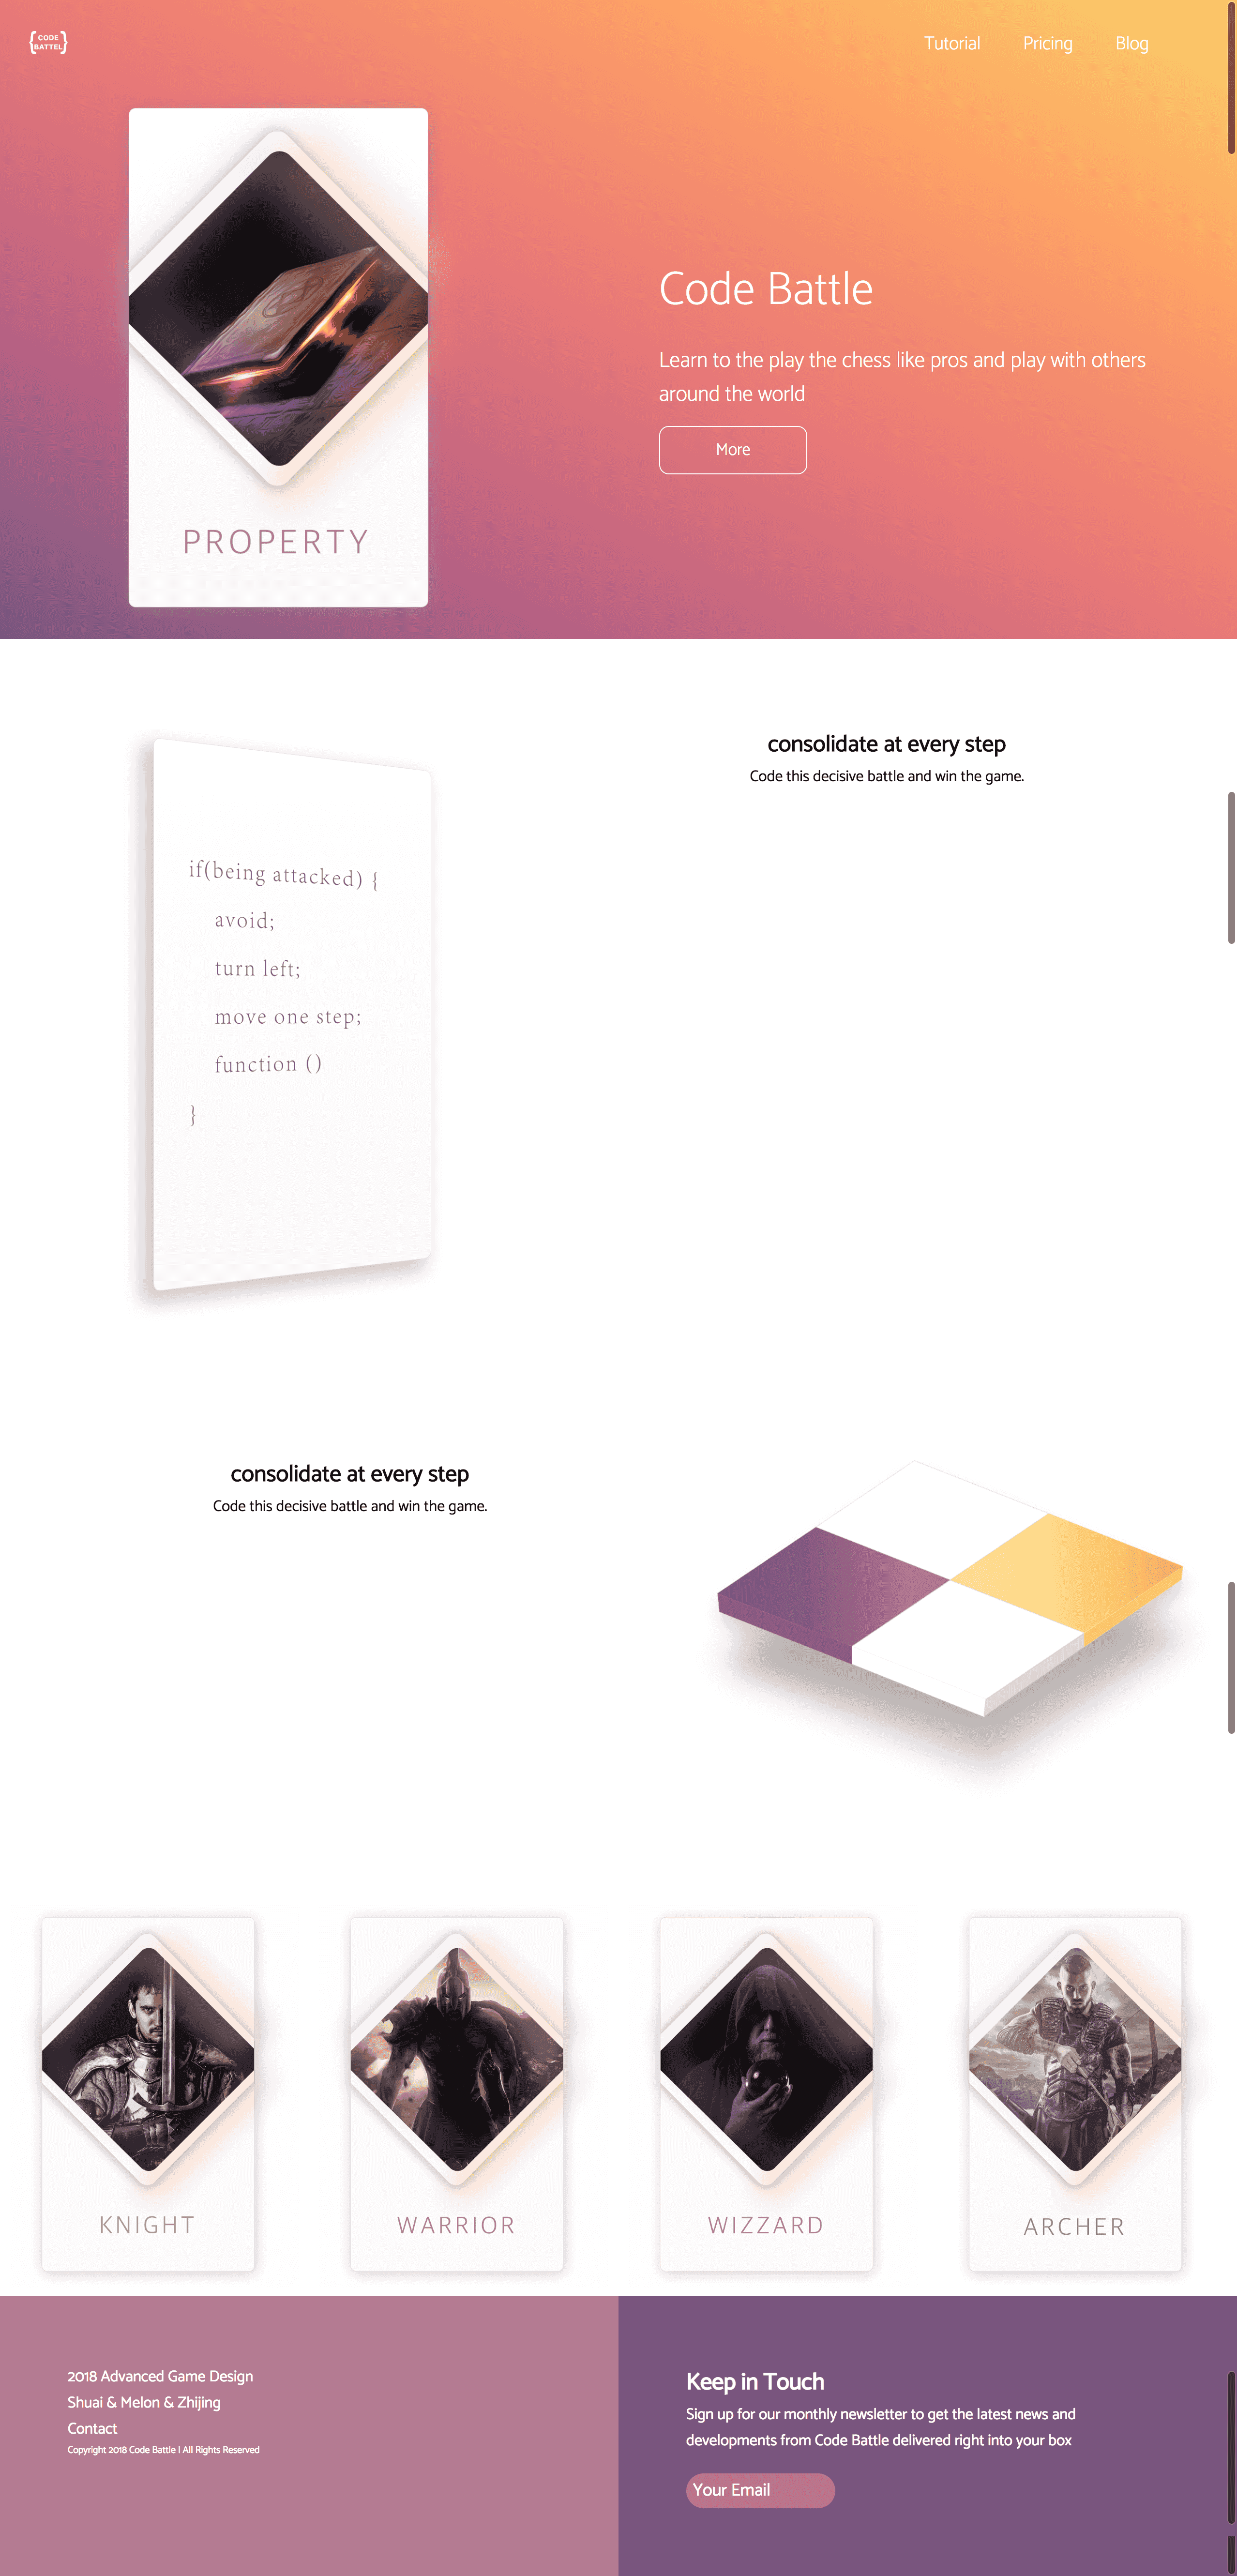 CODE
BATTEL
Tutorial
Pricing
Blog
PROPERTY
Code Battle
Learn to the play the chess like pros and play with others
around the world
More
if(being attacked) {
avoid;
turn left;
move one step;
function ()
}
consolidate at every step
Code this decisive battle and win the game.
consolidate at every step
Code this decisive battle and win the game.
KNIGHT
WARRIOR
WIZZARD
ARCHER
2018 Advanced Game Design
Shuai & Melon & Zhijing
Contact
Copyright 2018 Code Battle | All Rights Reserved
Keep in Touch
Sign up for our monthly newsletter to get the latest news and
developments from Code Battle delivered right into your box
Your Email